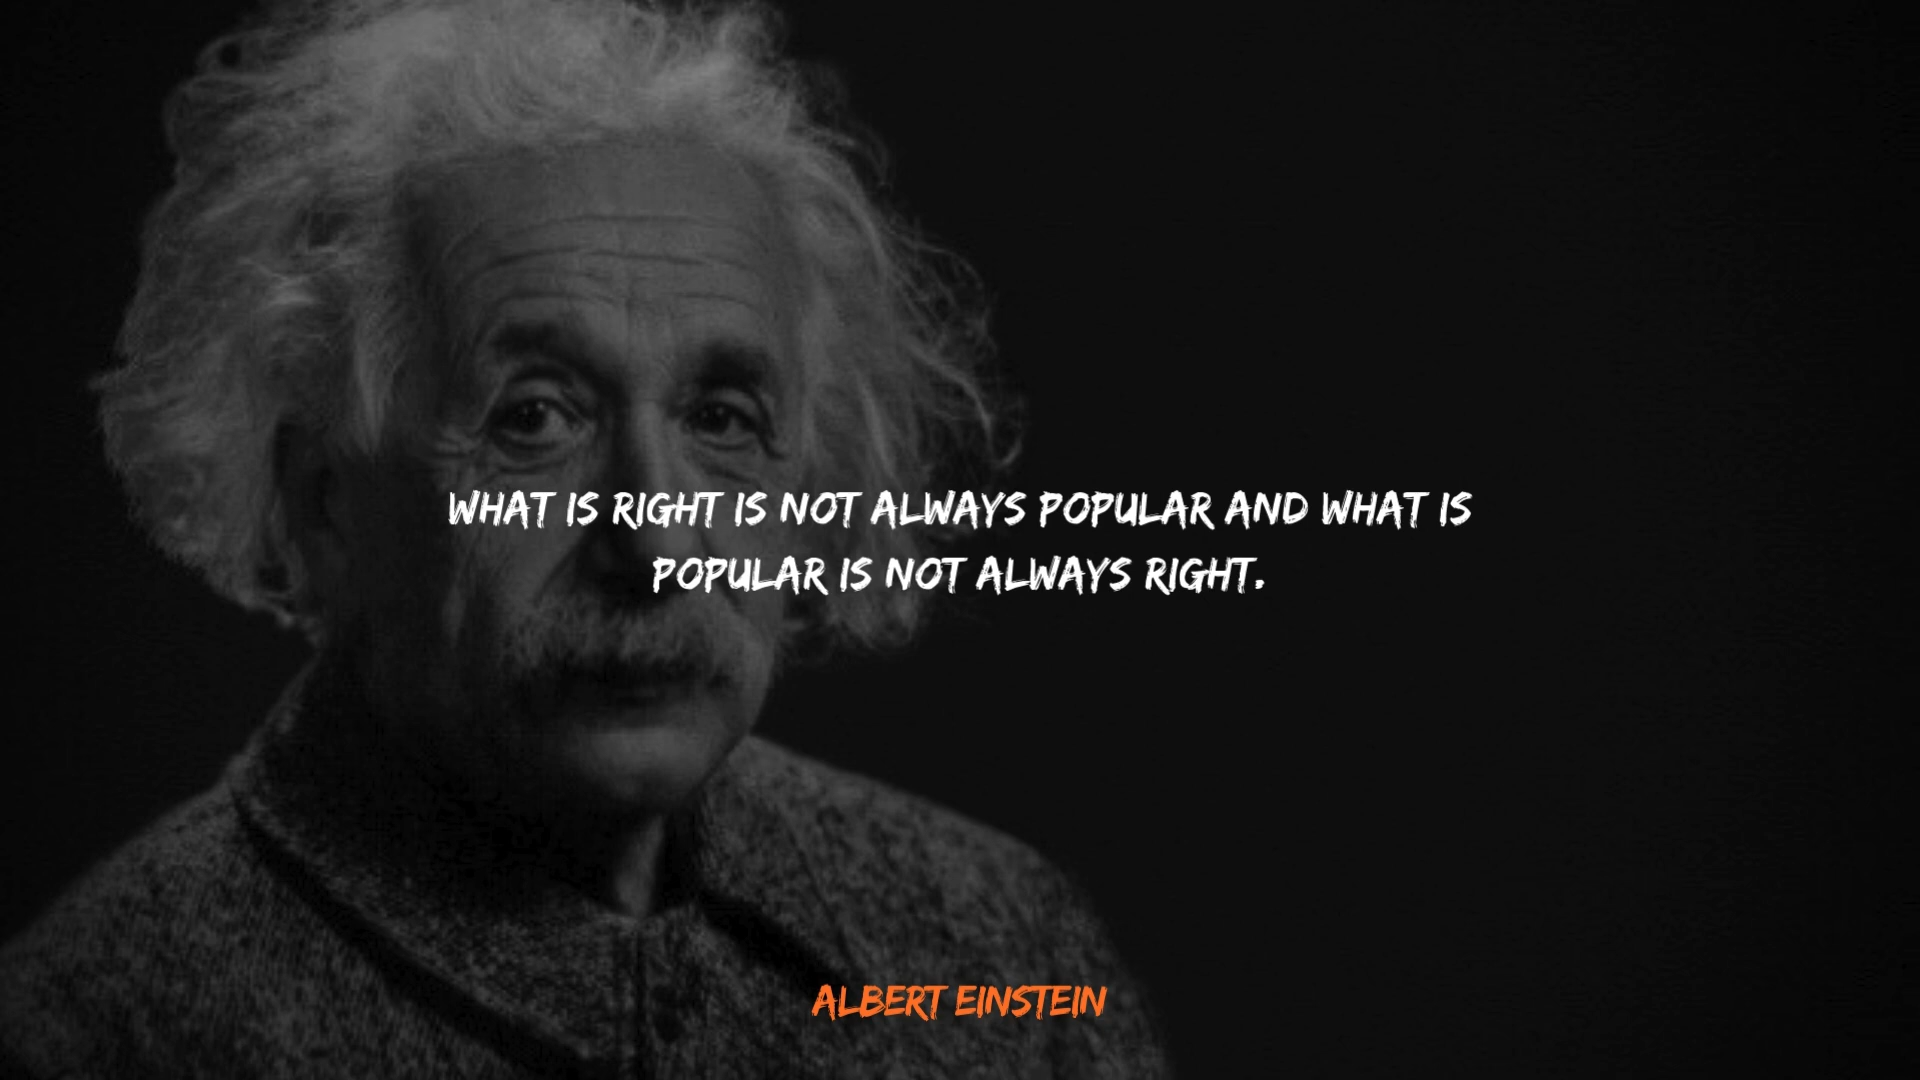 WHAT IS RIGHT IS NOT ALWAYS POPULAR AND WHAT IS
POPULAR IS NOT ALWAYS RIGHT.
ALBERT EINSTEIN